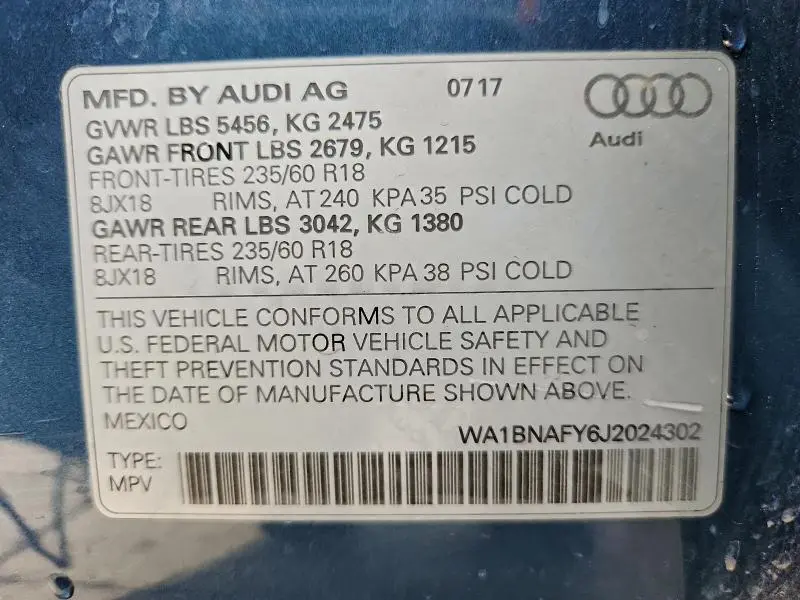 MFD. BY AUDI AG 0717
Audi
GVWR LBS 5456, KG 2475
GAWR FRONT LBS 2679, KG 1215
FRONT-TIRES 235/60 R18
8JX18 RIMS, AT 240 KPA 35 PSI COLD
GAWR REAR LBS 3042, KG 1380
REAR-TIRES 235/60 R18
8JX18 RIMS, AT 260 KPA 38 PSI COLD
THIS VEHICLE CONFORMS TO ALL APPLICABLE
U.S. FEDERAL MOTOR VEHICLE SAFETY AND
THEFT PREVENTION STANDARDS IN EFFECT ON
THE DATE OF MANUFACTURE SHOWN ABOVE.
MEXICO
WA1BNAFY6J2024302
TYPE:
MPV